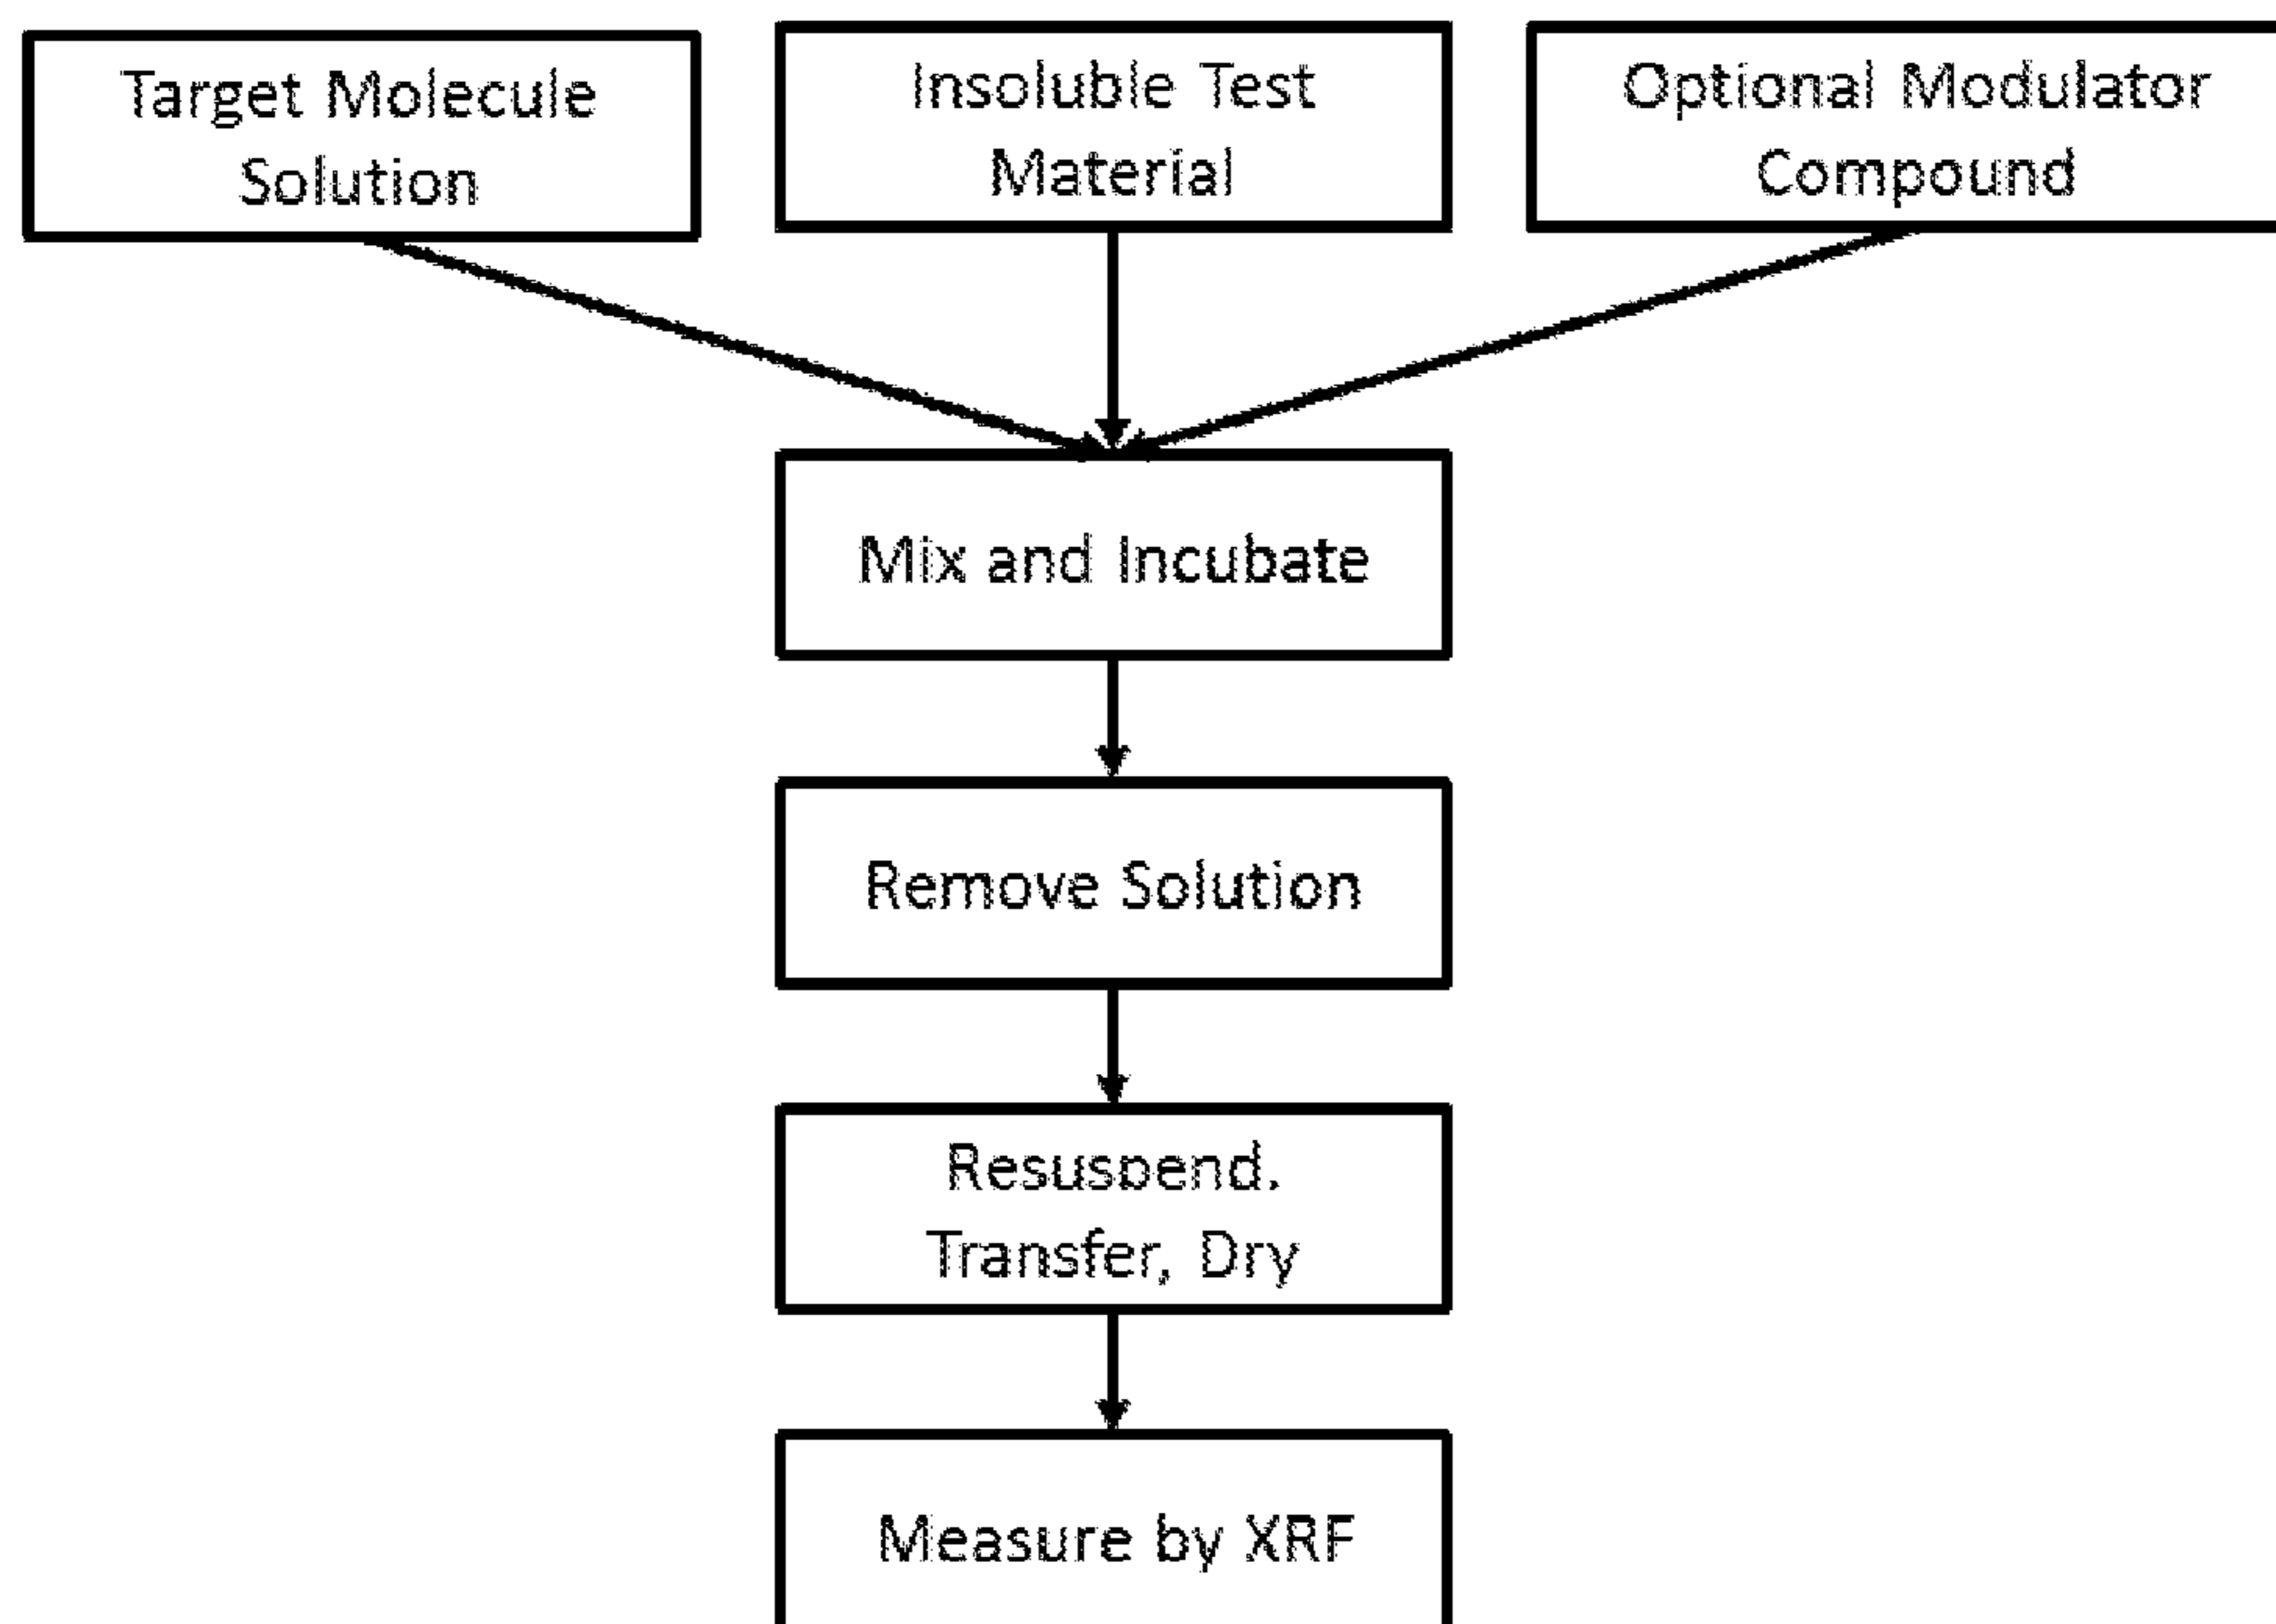 Target Molecule
Solution
Insoluble Test
Material
Optional Modulator
Compound
Mix and Incubate
Remove Solution
Resuspend,
Transfer, Dry
Measure by XRF